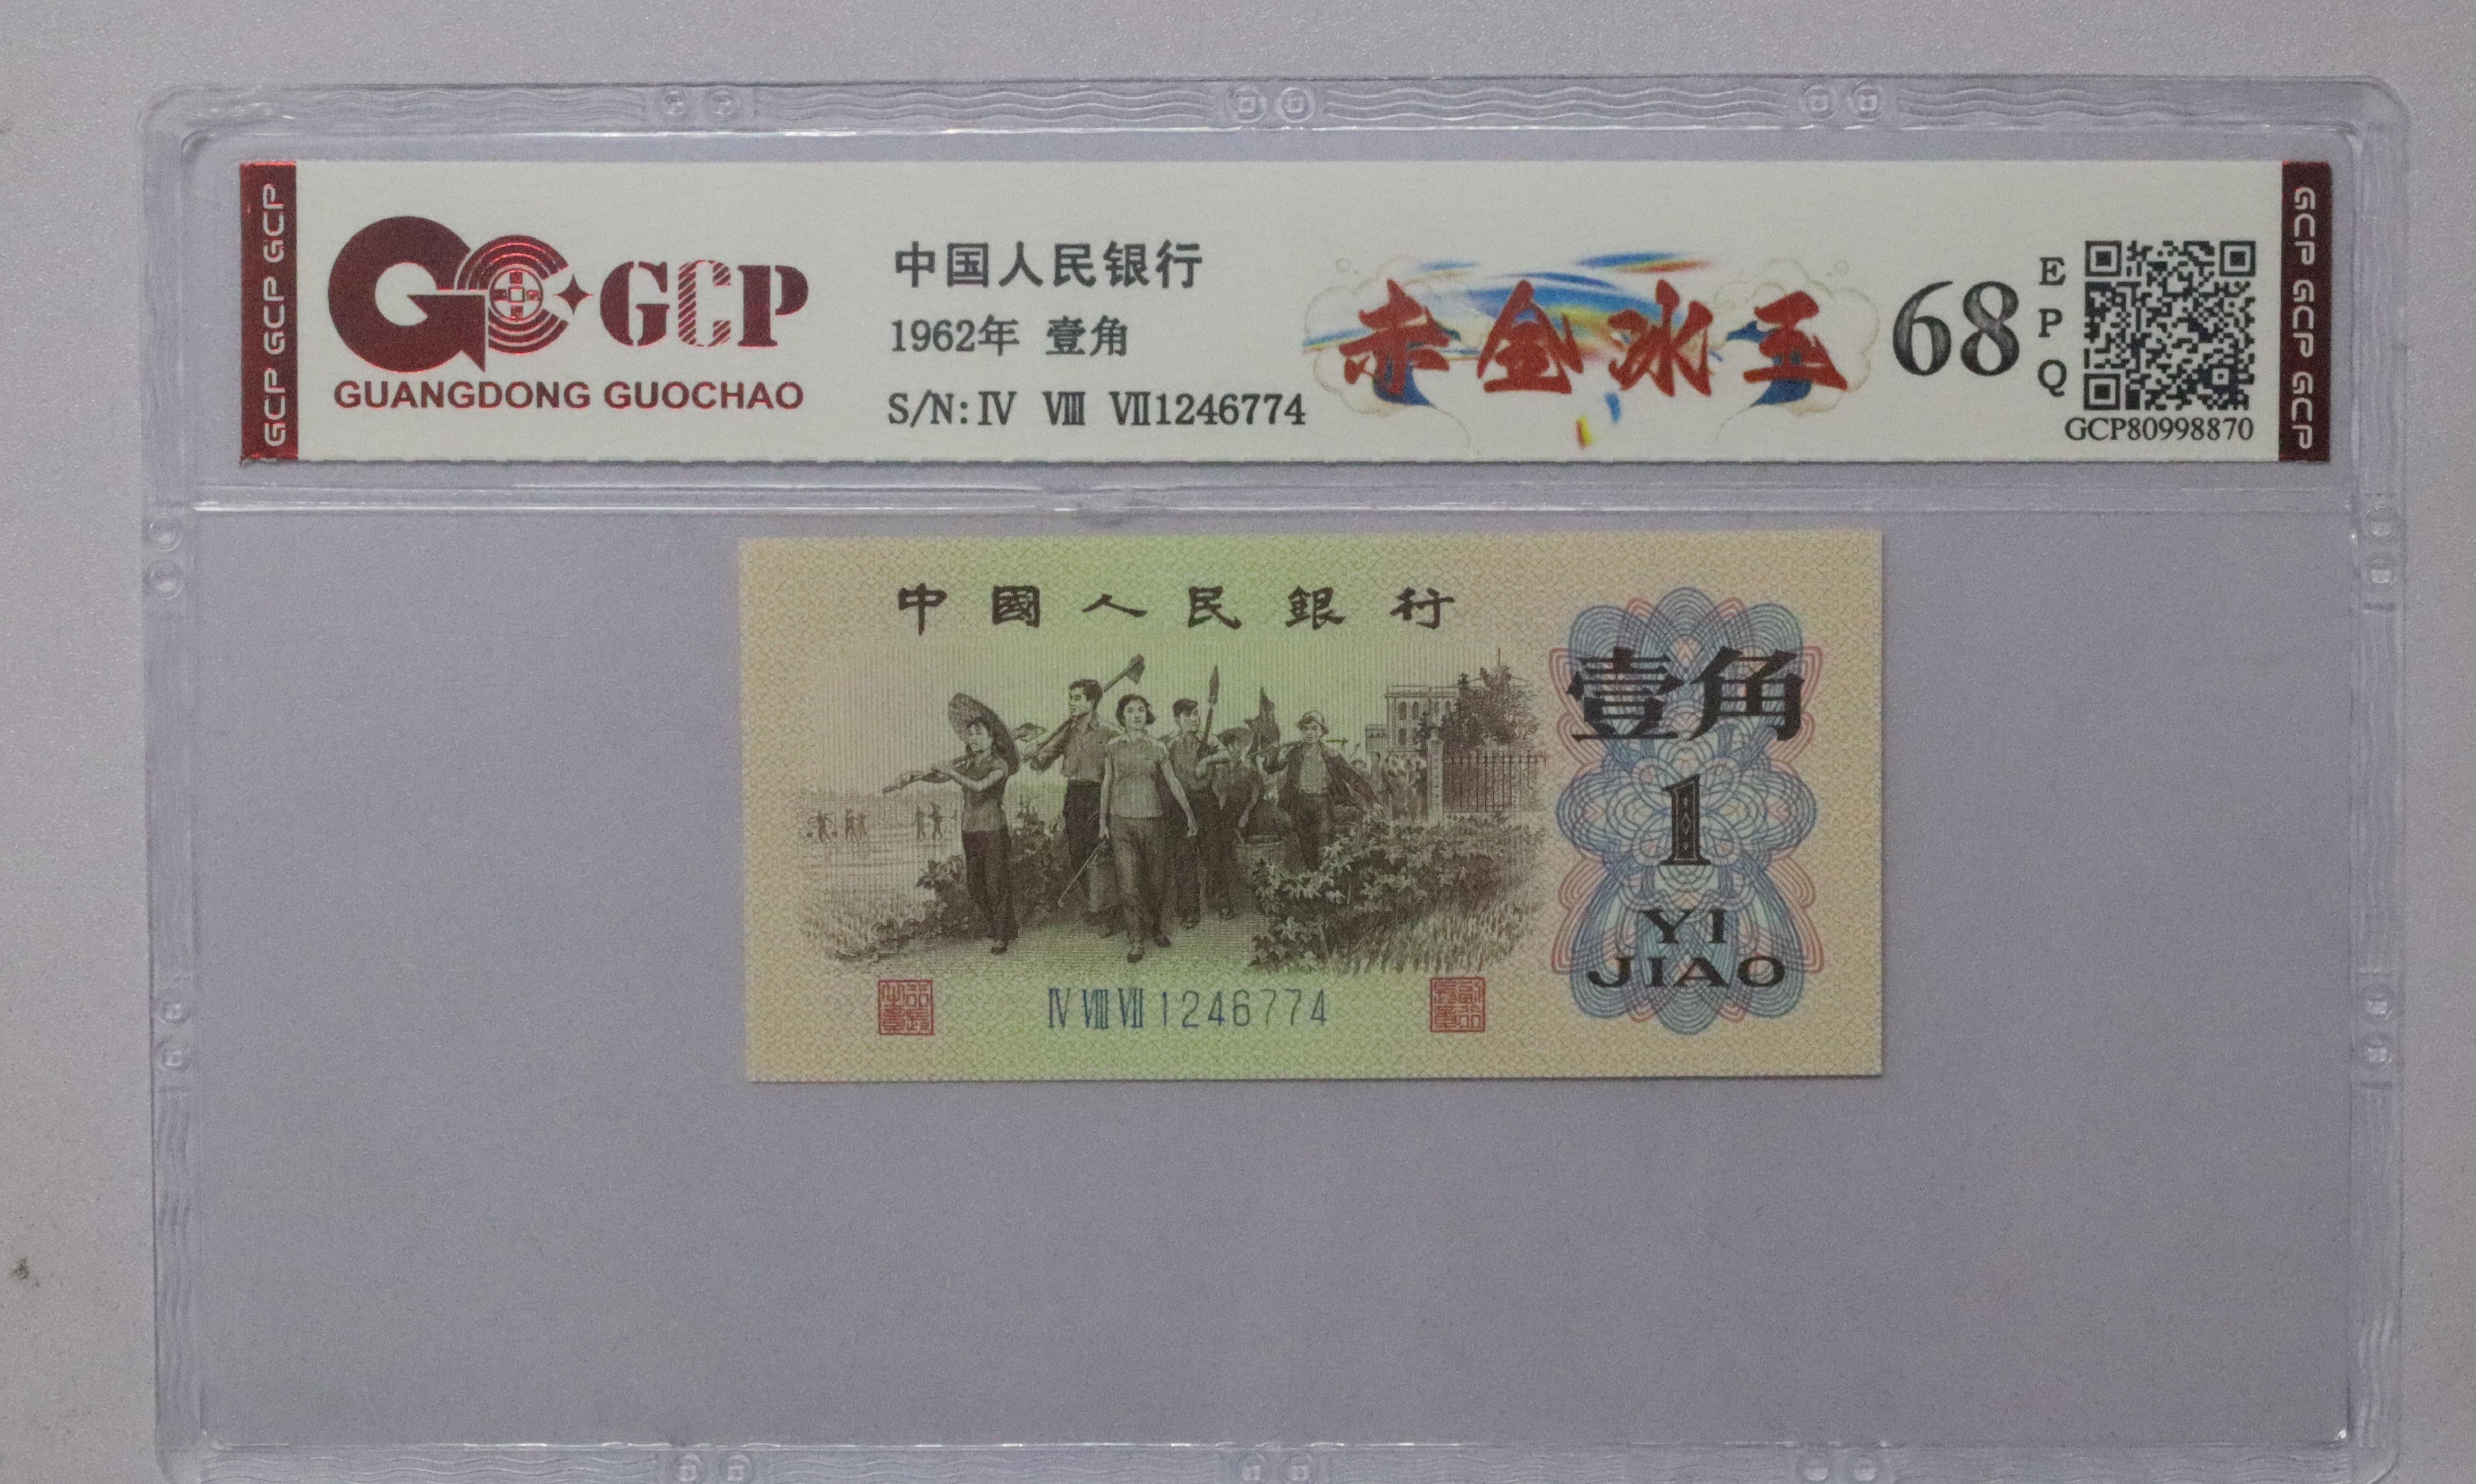 GCP GCP GCP
GCP
GUANGDONG GUOCHAO
中国人民银行
1962年 壹角
S/N:Ⅳ Ⅷ Ⅶ1246774
赤金冰王
68
EPQ
GCP80998870
GCP GCP GCP
中國人民銀行
壹角
1
YI
JIAO
Ⅳ Ⅷ Ⅶ 1246774